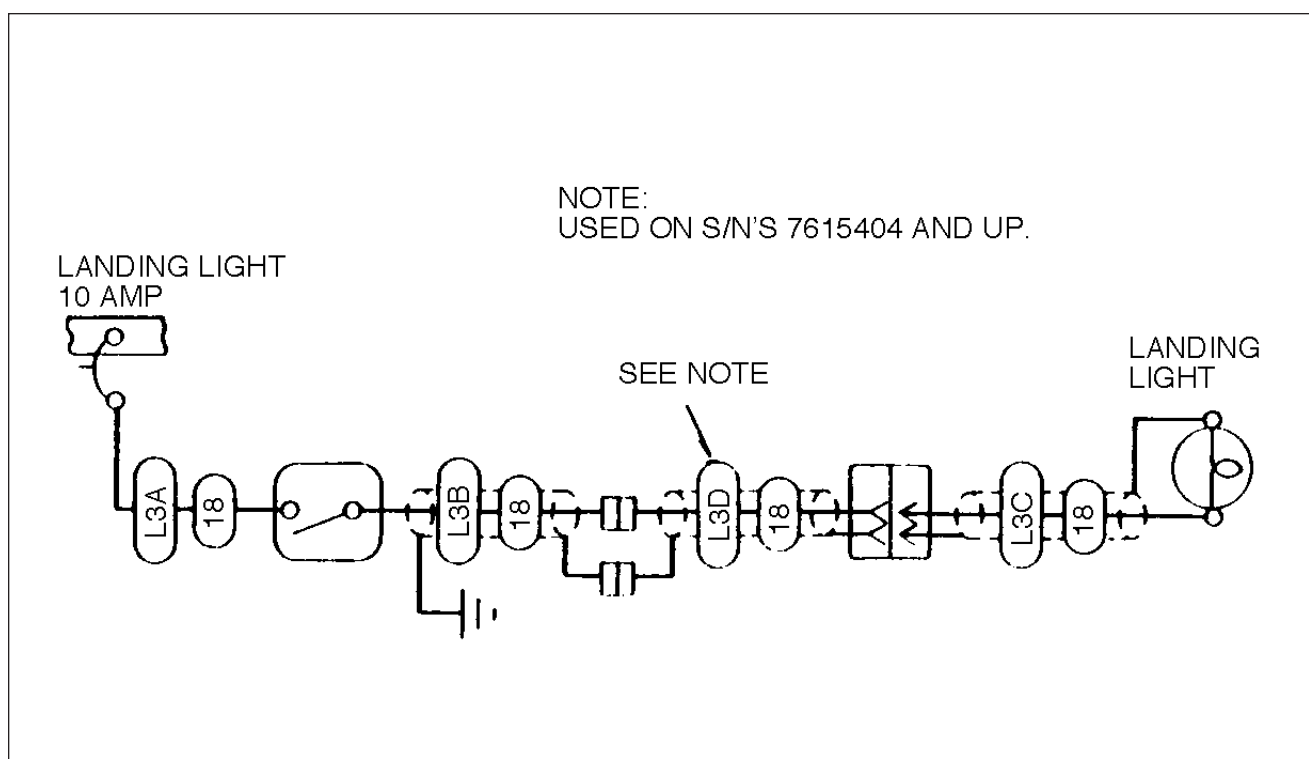 NOTE:
USED ON S/N'S 7615404 AND UP.
LANDING LIGHT
10 AMP
SEE NOTE
LANDING
LIGHT
L3A
18
L3B
18
L3D
18
L3C
18